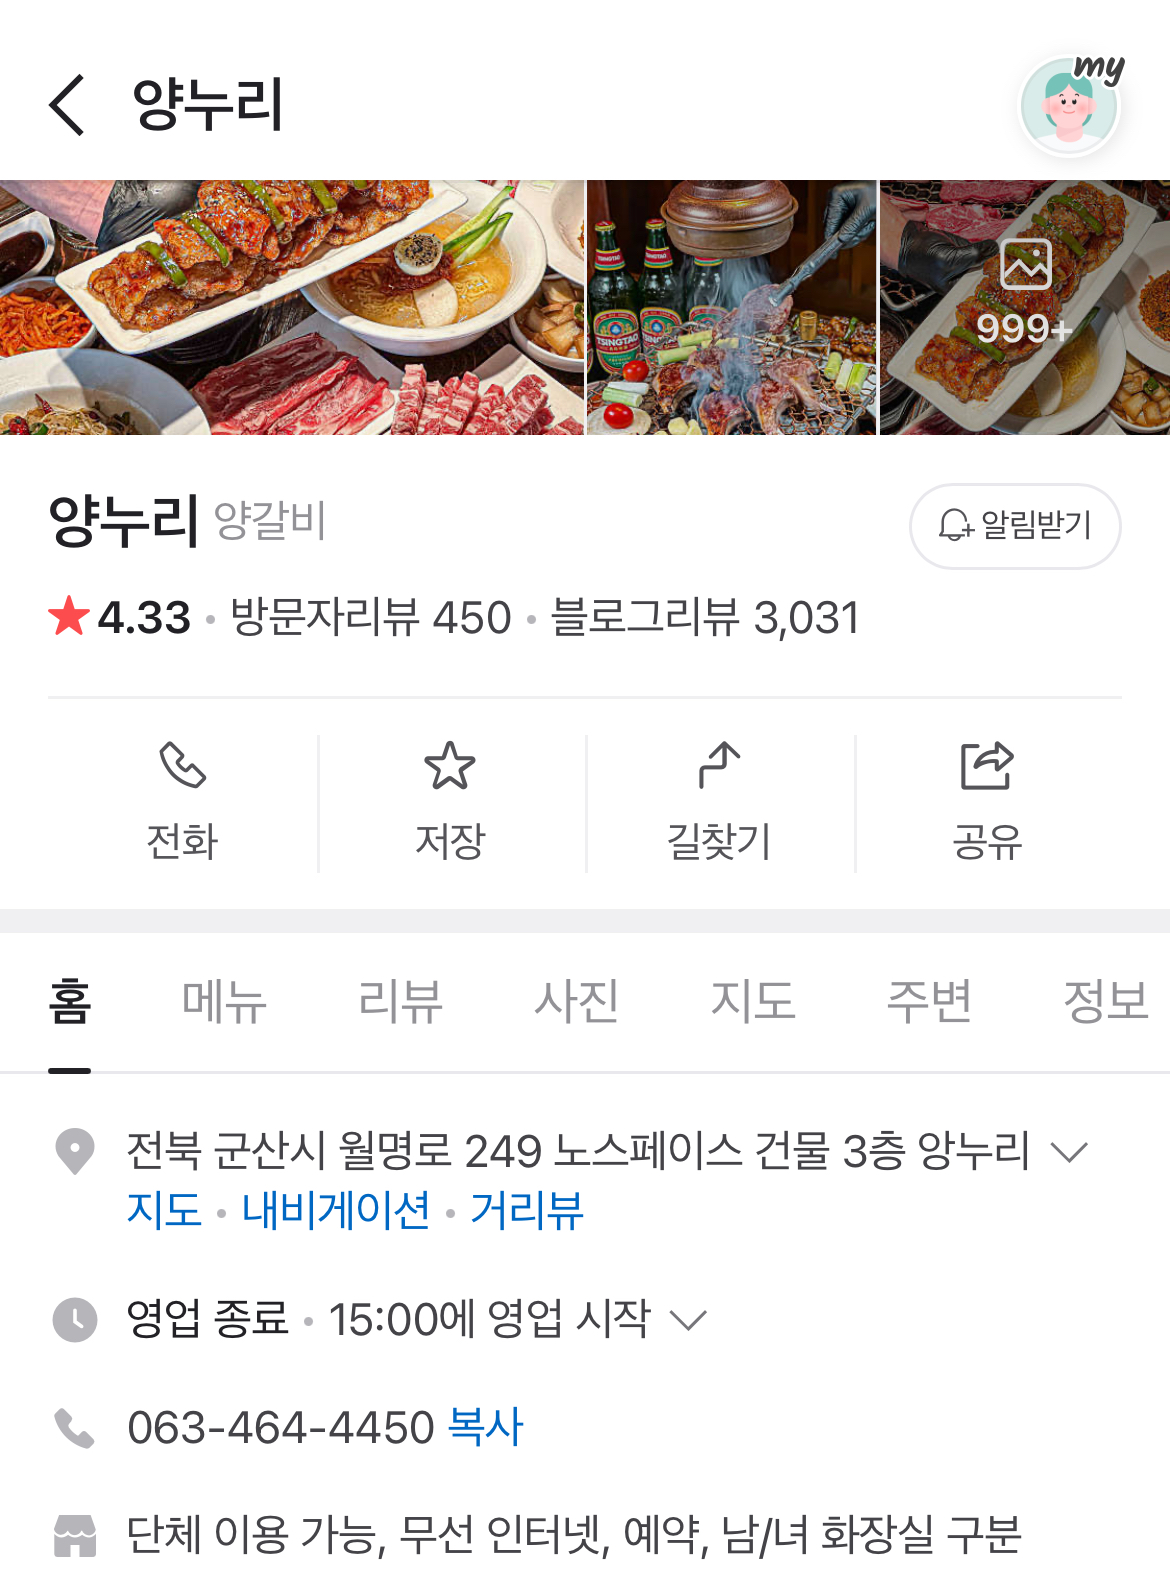 양누리
my
TSINGTAO
TSINGTAO
TSINGTAO
999+
양누리 양갈비
알림받기
4.33 • 방문자리뷰 450 • 블로그리뷰 3,031
전화 저장 길찾기 공유
홈 메뉴 리뷰 사진 지도 주변 정보
전북 군산시 월명로 249 노스페이스 건물 3층 앙누리
지도 • 내비게이션 • 거리뷰
영업 종료 • 15:00에 영업 시작
063-464-4450 복사
단체 이용 가능, 무선 인터넷, 예약, 남/녀 화장실 구분